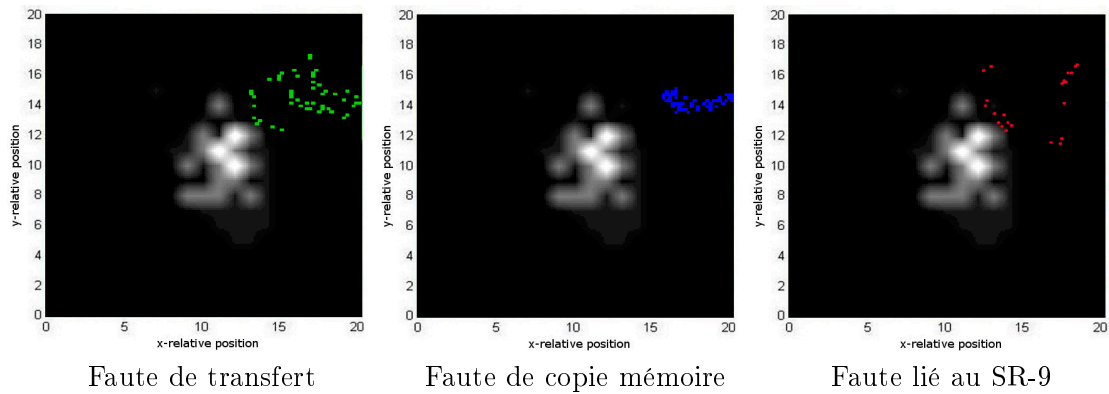 20
18
16
14
12
10
8
6
4
2
0
y-relative position
0 5 10 15 20
x-relative position
Faute de transfert
20
18
16
14
12
10
8
6
4
2
0
y-relative position
0 5 10 15 20
x-relative position
Faute de copie mémoire
20
18
16
14
12
10
8
6
4
2
0
y-relative position
0 5 10 15 20
x-relative position
Faute lié au SR-9